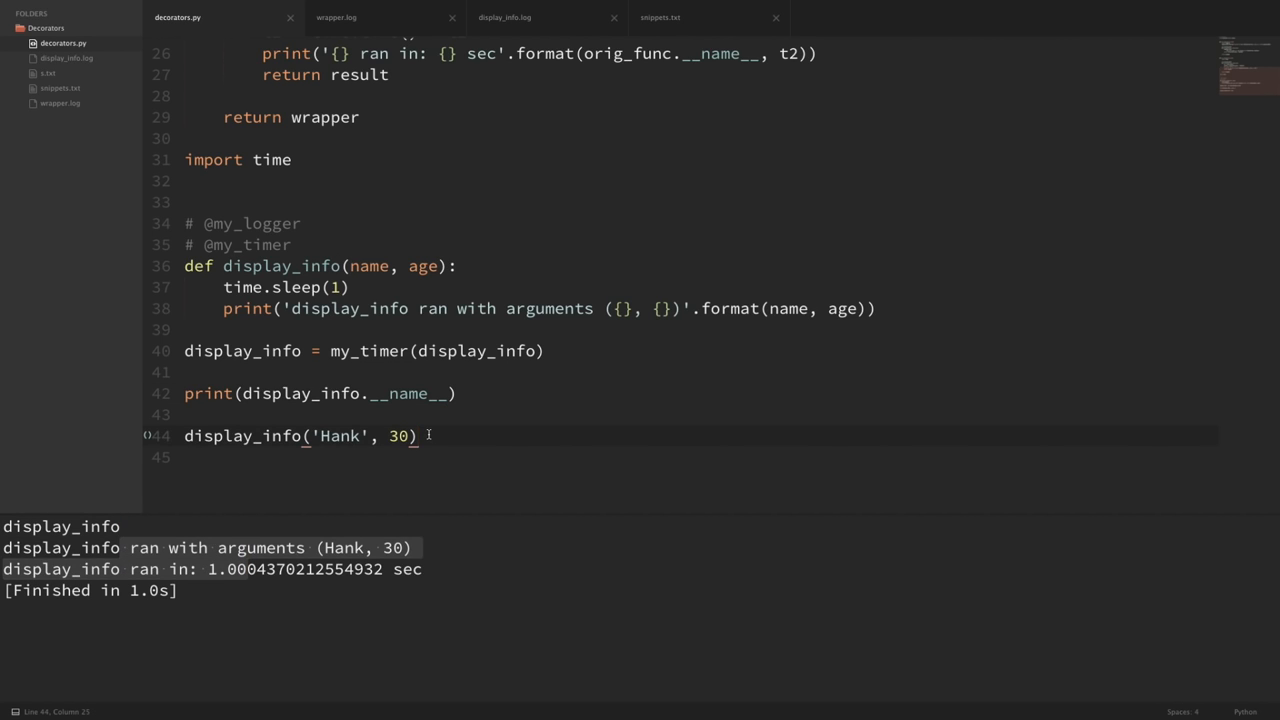 FOLDERS
Decorators
decorators.py
display_info.log
s.txt
snippets.txt
wrapper.log
decorators.py
wrapper.log
display_info.log
snippets.txt
26 print('{} ran in: {} sec'.format(orig_func.__name__, t2))
27 return result
28
29 return wrapper
30
31 import time
32
33
34 # @my_logger
35 # @my_timer
36 def display_info(name, age):
37 time.sleep(1)
38 print('display_info ran with arguments ({}, {})'.format(name, age))
39
40 display_info = my_timer(display_info)
41
42 print(display_info.__name__)
43
44 display_info('Hank', 30)
45
display_info
display_info ran with arguments (Hank, 30)
display_info ran in: 1.0004370212554932 sec
[Finished in 1.0s]
Line 44, Column 25
Spaces: 4
Python